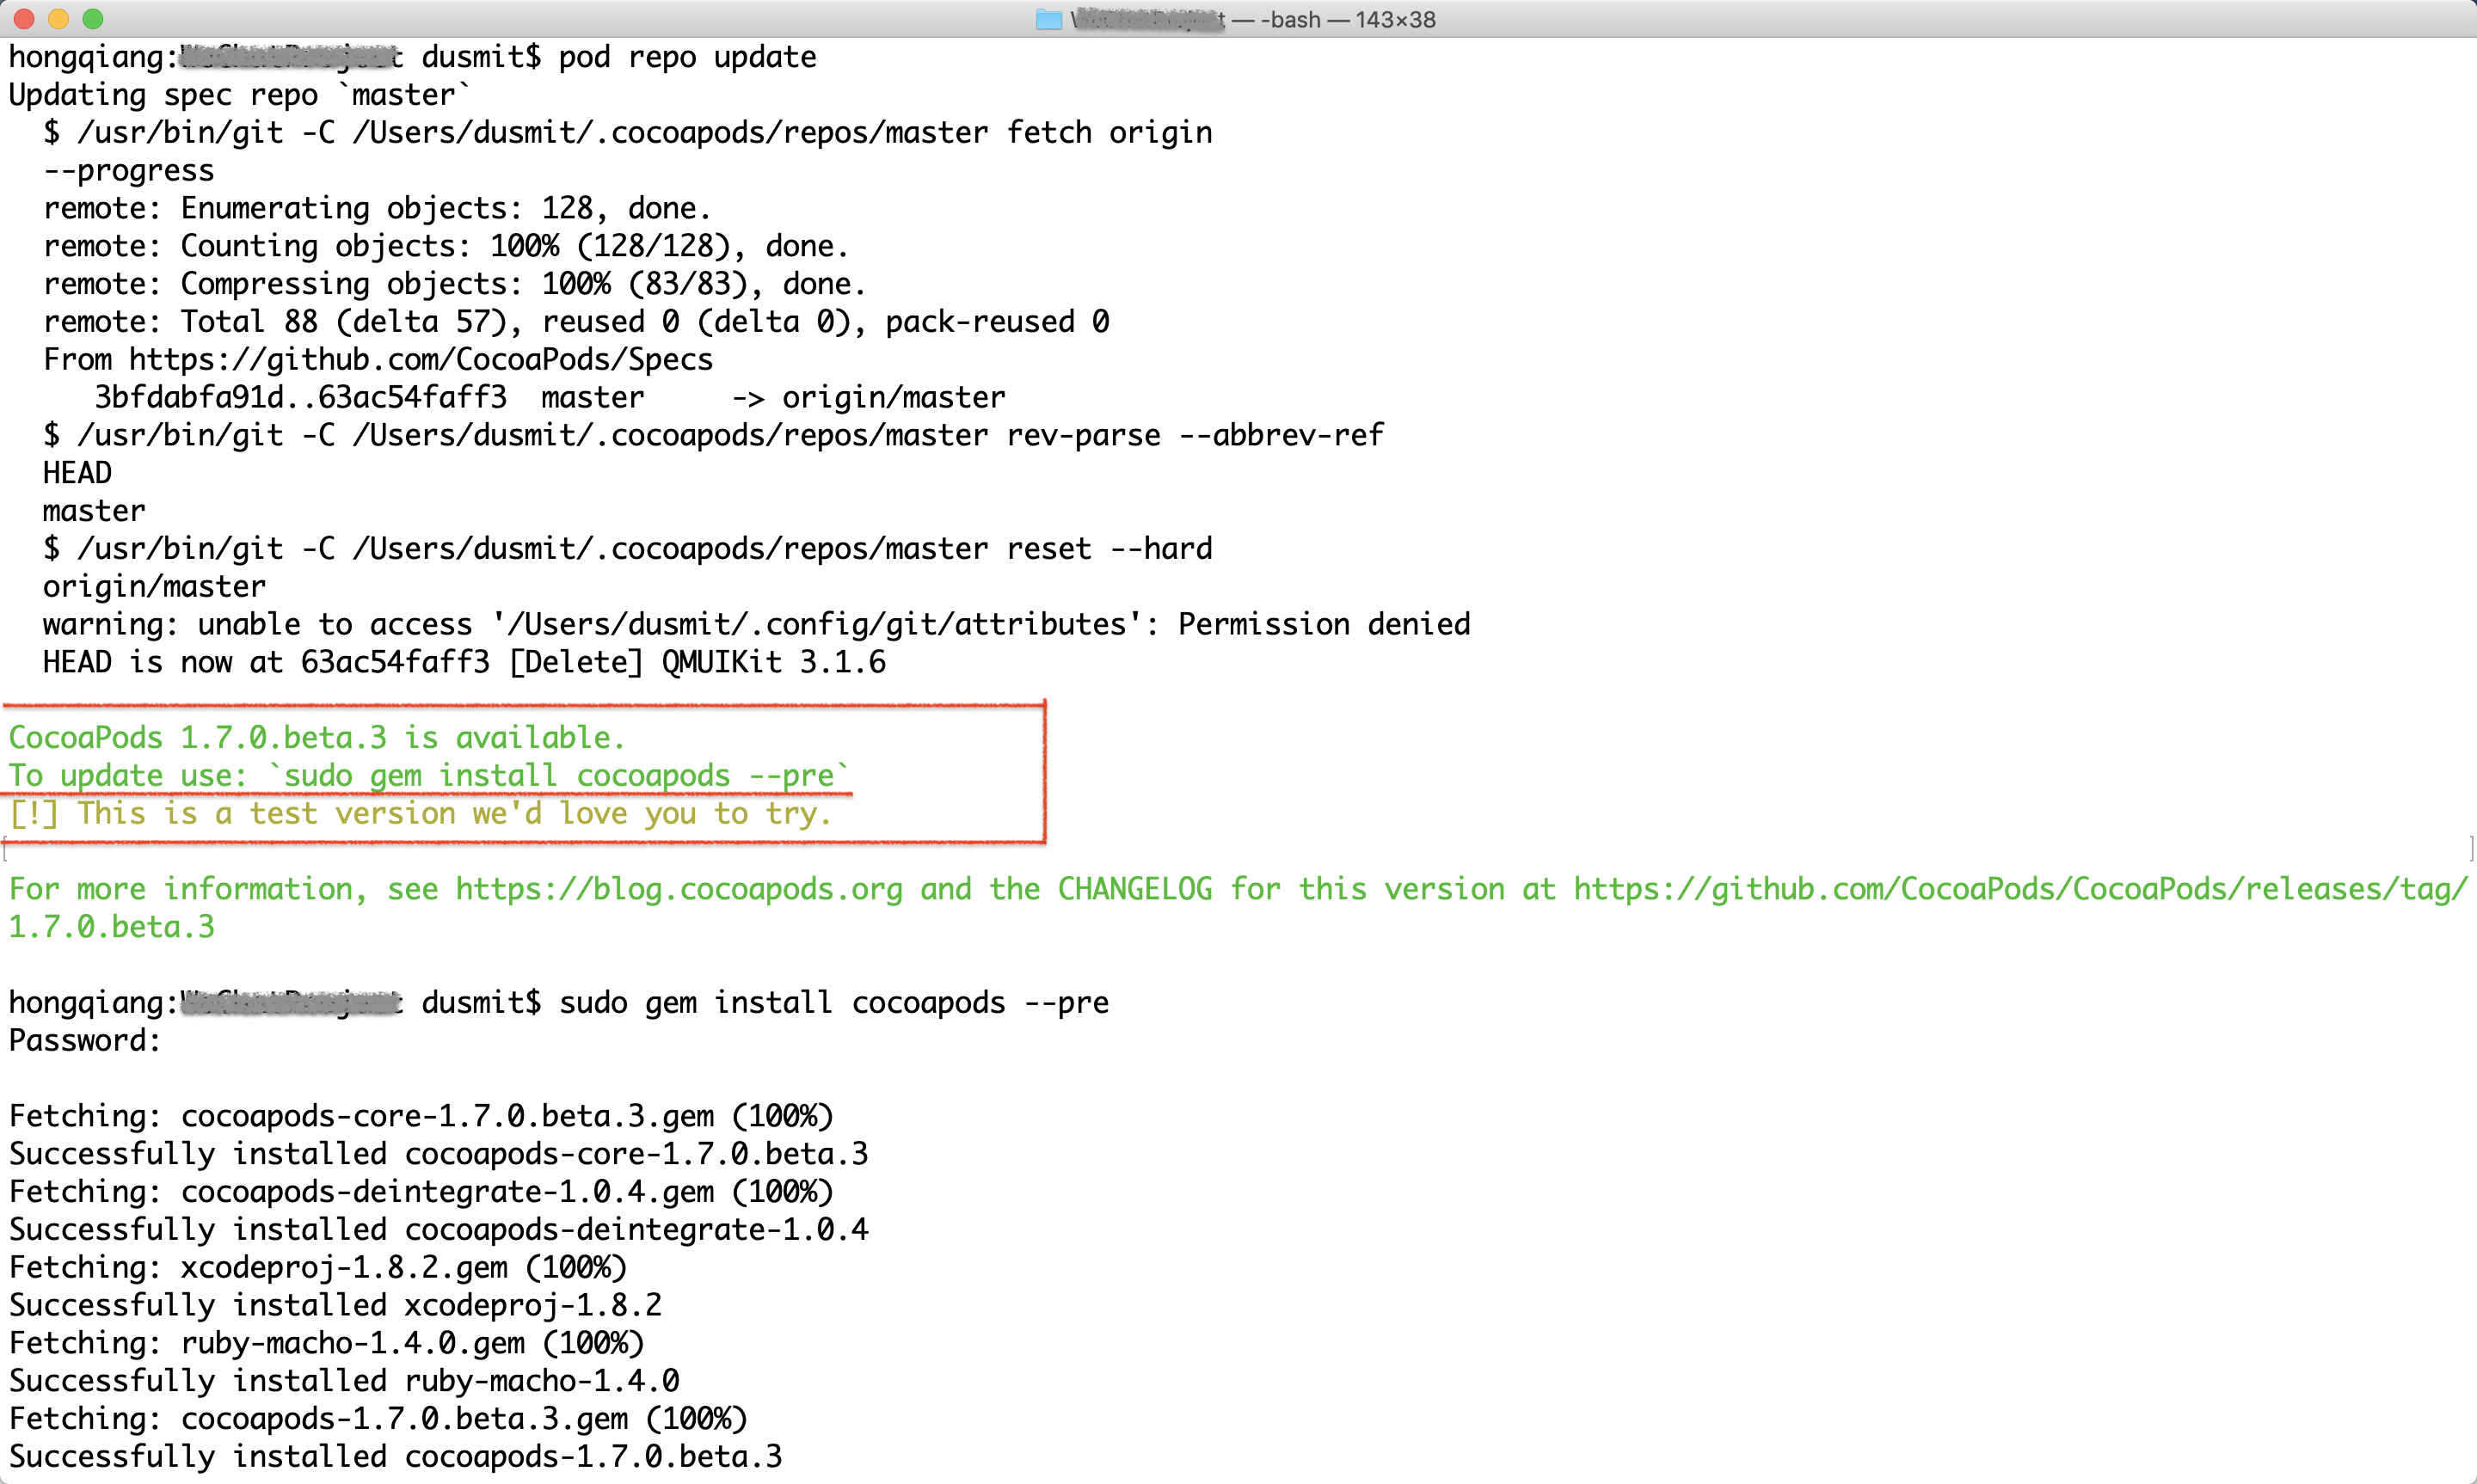 — -bash — 143×38
hongqiang: dusmit$ pod repo update
Updating spec repo `master`
$ /usr/bin/git -C /Users/dusmit/.cocoapods/repos/master fetch origin
--progress
remote: Enumerating objects: 128, done.
remote: Counting objects: 100% (128/128), done.
remote: Compressing objects: 100% (83/83), done.
remote: Total 88 (delta 57), reused 0 (delta 0), pack-reused 0
From https://github.com/CocoaPods/Specs
3bfdabfa91d..63ac54faff3  master     -> origin/master
$ /usr/bin/git -C /Users/dusmit/.cocoapods/repos/master rev-parse --abbrev-ref
HEAD
master
$ /usr/bin/git -C /Users/dusmit/.cocoapods/repos/master reset --hard
origin/master
warning: unable to access '/Users/dusmit/.config/git/attributes': Permission denied
HEAD is now at 63ac54faff3 [Delete] QMUIKit 3.1.6
CocoaPods 1.7.0.beta.3 is available.
To update use: `sudo gem install cocoapods --pre`
[!] This is a test version we'd love you to try.
For more information, see https://blog.cocoapods.org and the CHANGELOG for this version at https://github.com/CocoaPods/CocoaPods/releases/tag/
1.7.0.beta.3
hongqiang: dusmit$ sudo gem install cocoapods --pre
Password:
Fetching: cocoapods-core-1.7.0.beta.3.gem (100%)
Successfully installed cocoapods-core-1.7.0.beta.3
Fetching: cocoapods-deintegrate-1.0.4.gem (100%)
Successfully installed cocoapods-deintegrate-1.0.4
Fetching: xcodeproj-1.8.2.gem (100%)
Successfully installed xcodeproj-1.8.2
Fetching: ruby-macho-1.4.0.gem (100%)
Successfully installed ruby-macho-1.4.0
Fetching: cocoapods-1.7.0.beta.3.gem (100%)
Successfully installed cocoapods-1.7.0.beta.3